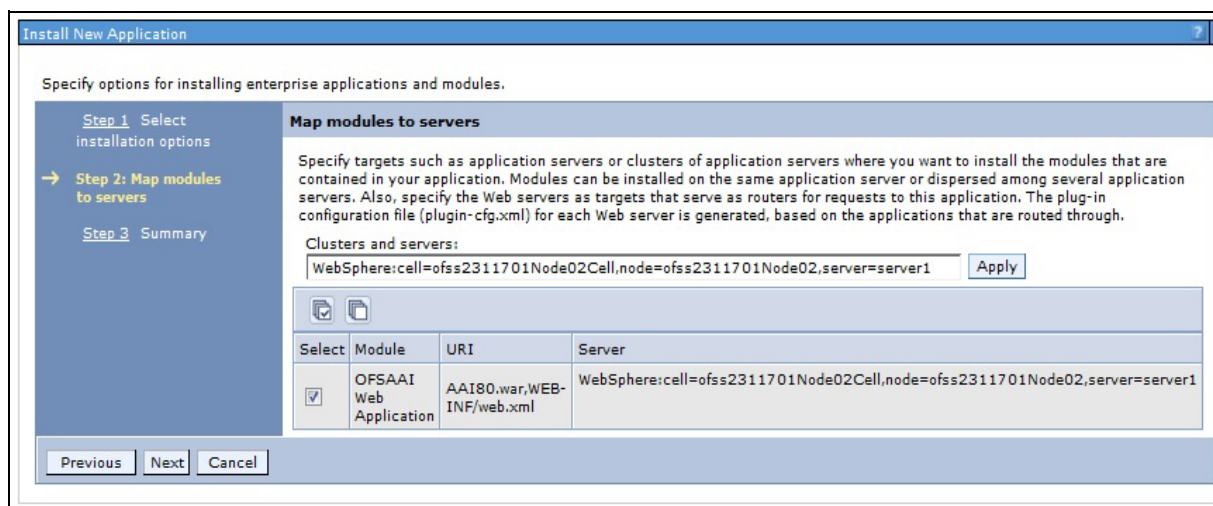 Install New Application
?
Specify options for installing enterprise applications and modules.
Step 1 Select
installation options
Step 2: Map modules
to servers
Step 3 Summary
Map modules to servers
Specify targets such as application servers or clusters of application servers where you want to install the modules that are
contained in your application. Modules can be installed on the same application server or dispersed among several application
servers. Also, specify the Web servers as targets that serve as routers for requests to this application. The plug-in
configuration file (plugin-cfg.xml) for each Web server is generated, based on the applications that are routed through.
Clusters and servers:
WebSphere:cell=ofss2311701Node02Cell,node=ofss2311701Node02,server=server1 Apply
Select Module URI Server
OFSAAI
Web
Application
AAI80.war,WEB-
INF/web.xml
WebSphere:cell=ofss2311701Node02Cell,node=ofss2311701Node02,server=server1
Previous Next Cancel